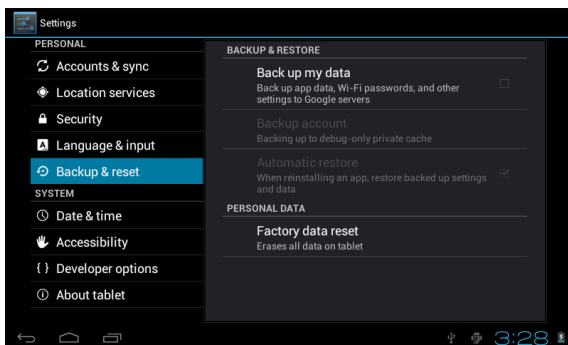 Settings
PERSONAL
Accounts & sync
Location services
Security
Language & input
Backup & reset
SYSTEM
Date & time
Accessibility
{ } Developer options
About tablet
BACKUP & RESTORE
Back up my data
Back up app data, Wi-Fi passwords, and other
settings to Google servers
Backup account
Backing up to debug-only private cache
Automatic restore
When reinstalling an app, restore backed up settings
and data
PERSONAL DATA
Factory data reset
Erases all data on tablet
3:28